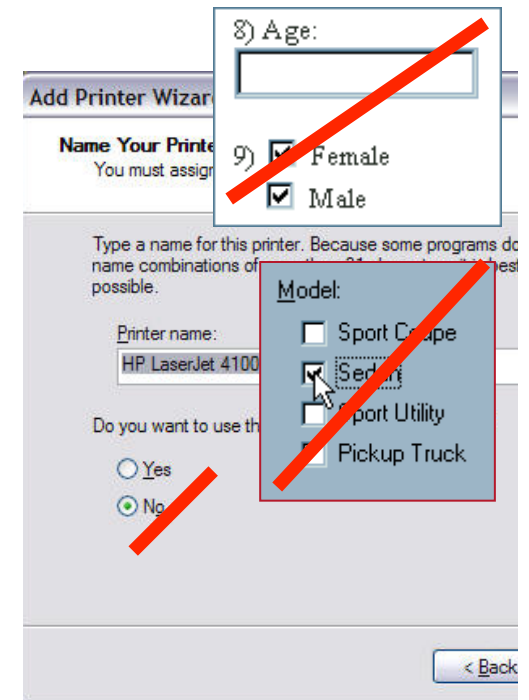 8) Age:
Add Printer Wizar
9) Female
Male
Name Your Printe
You must assign
Type a name for this printer. Because some programs do
name combinations of
possible.
Printer name:
HP LaserJet 4100
Do you want to use th
Yes
No
Model:
Sport Coupe
Sedan
Sport Utility
Pickup Truck
< Back